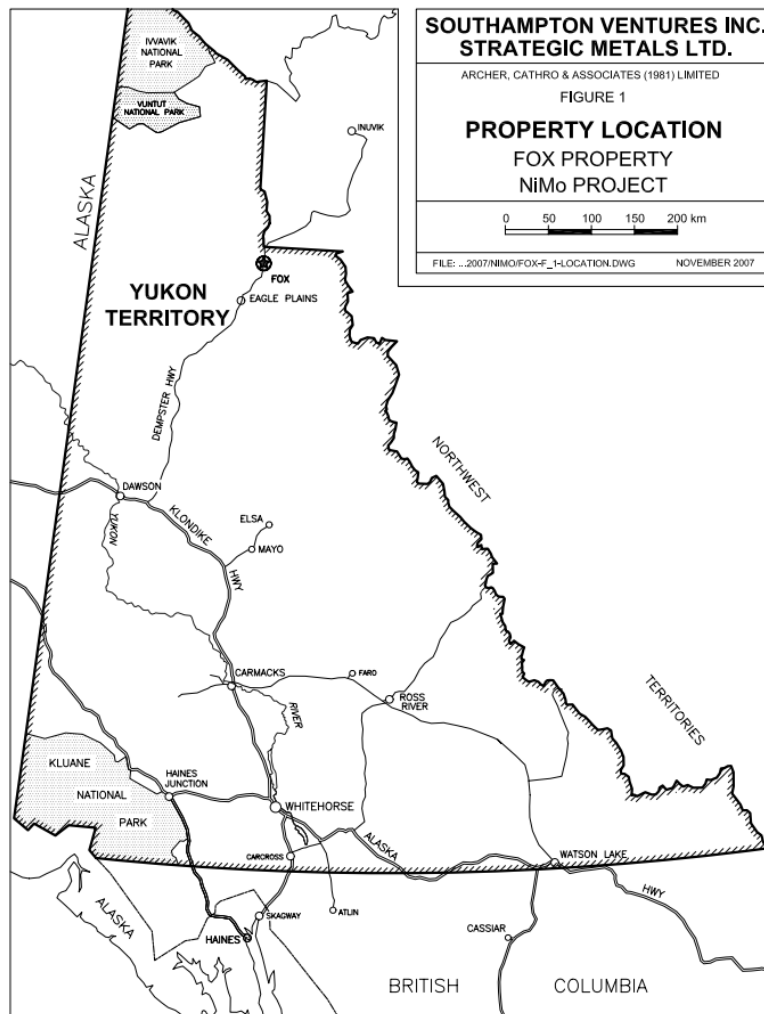 SOUTHAMPTON VENTURES INC.
STRATEGIC METALS LTD.
ARCHER, CATHRO & ASSOCIATES (1981) LIMITED
FIGURE 1
PROPERTY LOCATION
FOX PROPERTY
NiMo PROJECT
0 50 100 150 200 km
FILE: ...2007/NIMO/FOX-F_1-LOCATION.DWG NOVEMBER 2007
IVVAVIK
NATIONAL
PARK
VUNTUT
NATIONAL PARK
INUVIK
ALASKA
FOX
YUKON
TERRITORY
EAGLE PLAINS
DEMPSTER HWY
NORTHWEST
DAWSON
YUKON
KLONDIKE
ELSA
MAYO
HWY
CARMACKS
FARO
ROSS
RIVER
RIVER
TERRITORIES
KLUANE
NATIONAL
PARK
HAINES
JUNCTION
WHITEHORSE
ALASKA
CARCROSS
WATSON LAKE
HWY
ALASKA
SKAGWAY
ATLIN
HAINES
CASSIAR
BRITISH COLUMBIA